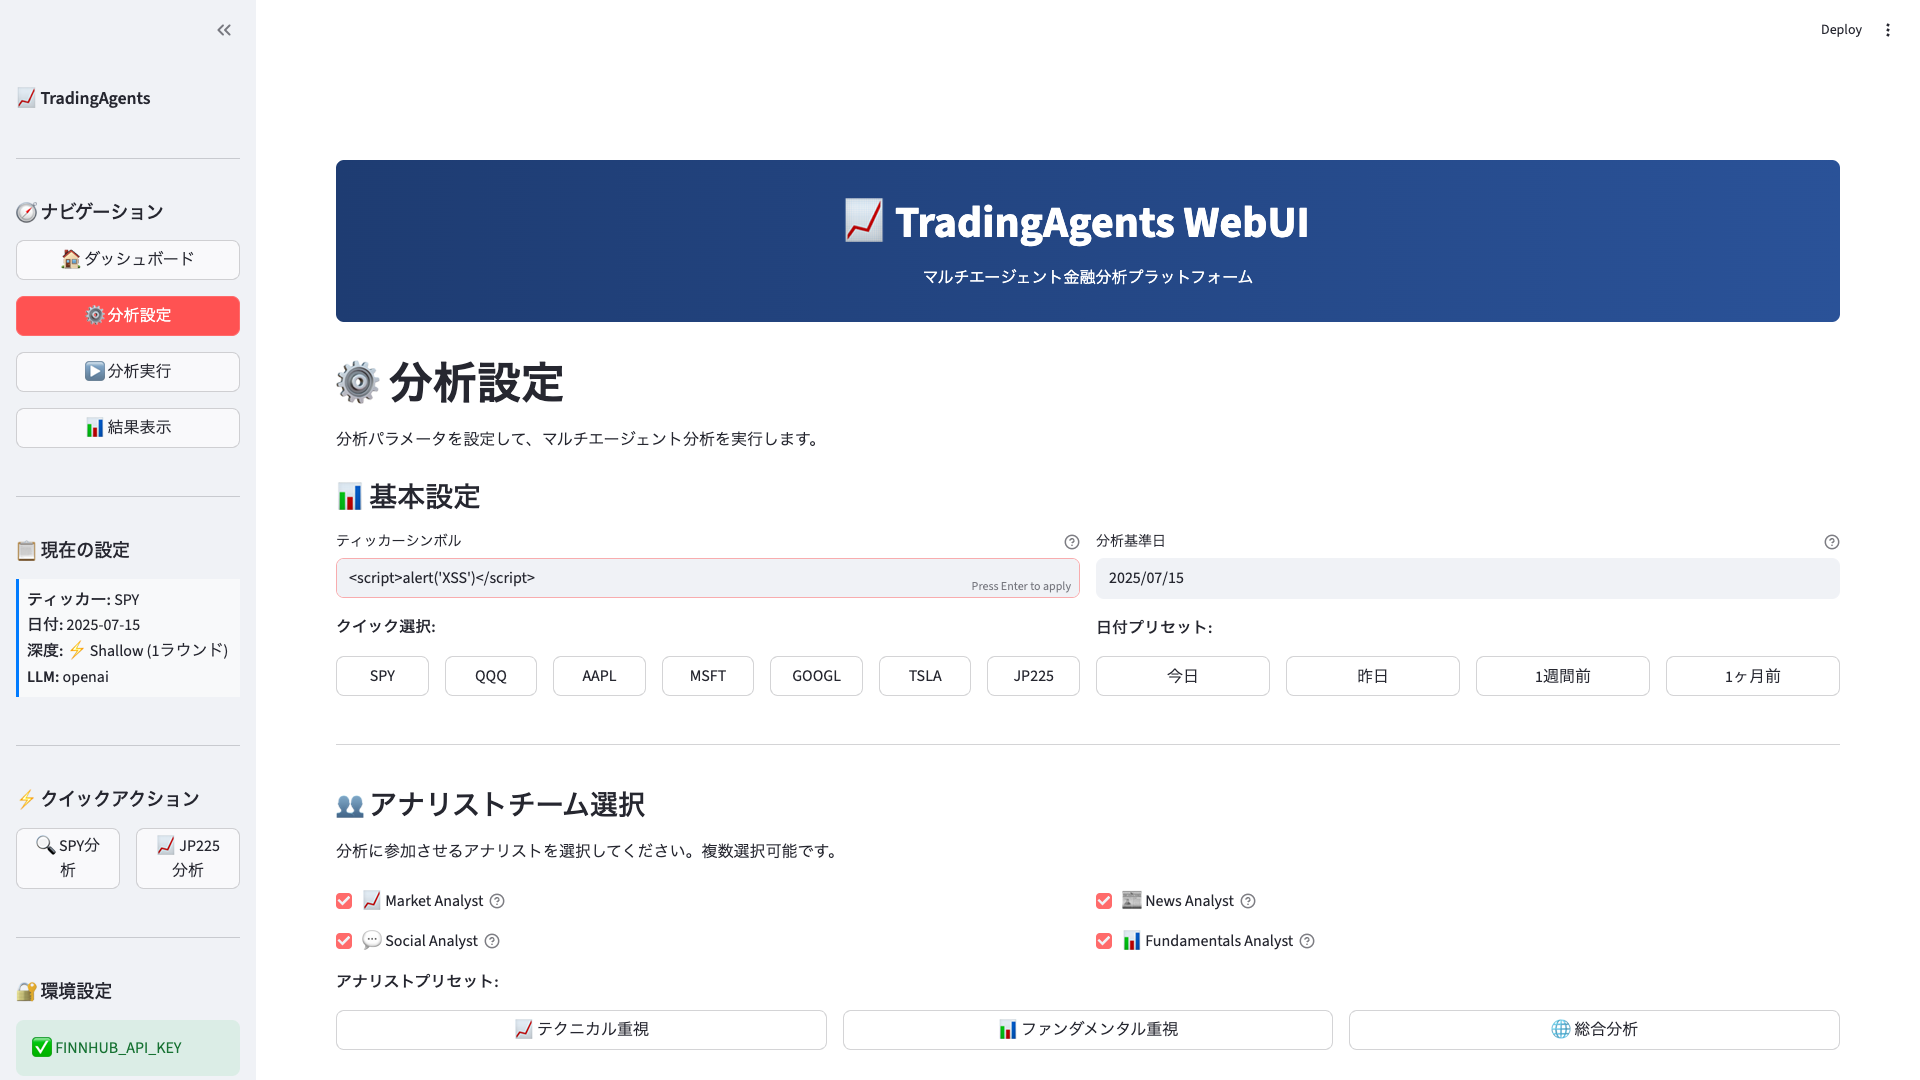 Deploy
TradingAgents
ナビゲーション
ダッシュボード
分析設定
分析実行
結果表示
現在の設定
ティッカー: SPY
日付: 2025-07-15
深度: ⚡ Shallow (1ラウンド)
LLM: openai
クイックアクション
SPY分
析
JP225
分析
環境設定
FINNHUB_API_KEY
TradingAgents WebUI
マルチエージェント金融分析プラットフォーム
分析設定
分析パラメータを設定して、マルチエージェント分析を実行します。
基本設定
ティッカーシンボル
<script>alert('XSS')</script>
Press Enter to apply
クイック選択:
SPY QQQ AAPL MSFT GOOGL TSLA JP225
分析基準日
2025/07/15
日付プリセット:
今日 昨日 1週間前 1ヶ月前
アナリストチーム選択
分析に参加させるアナリストを選択してください。複数選択可能です。
Market Analyst
News Analyst
Social Analyst
Fundamentals Analyst
アナリストプリセット:
テクニカル重視
ファンダメンタル重視
総合分析